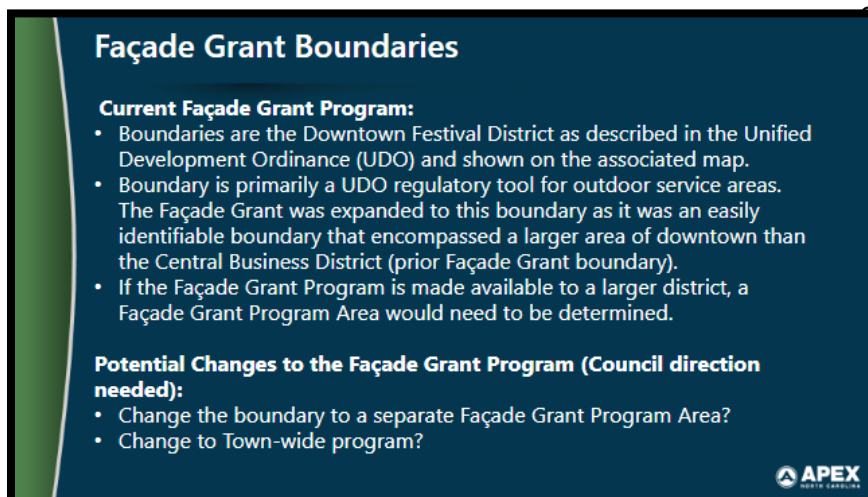 Façade Grant Boundaries
Current Façade Grant Program:
• Boundaries are the Downtown Festival District as described in the Unified
Development Ordinance (UDO) and shown on the associated map.
• Boundary is primarily a UDO regulatory tool for outdoor service areas.
The Façade Grant was expanded to this boundary as it was an easily
identifiable boundary that encompassed a larger area of downtown than
the Central Business District (prior Façade Grant boundary).
• If the Façade Grant Program is made available to a larger district, a
Façade Grant Program Area would need to be determined.
Potential Changes to the Façade Grant Program (Council direction
needed):
• Change the boundary to a separate Façade Grant Program Area?
• Change to Town-wide program?
APEX
NORTH CAROLINA